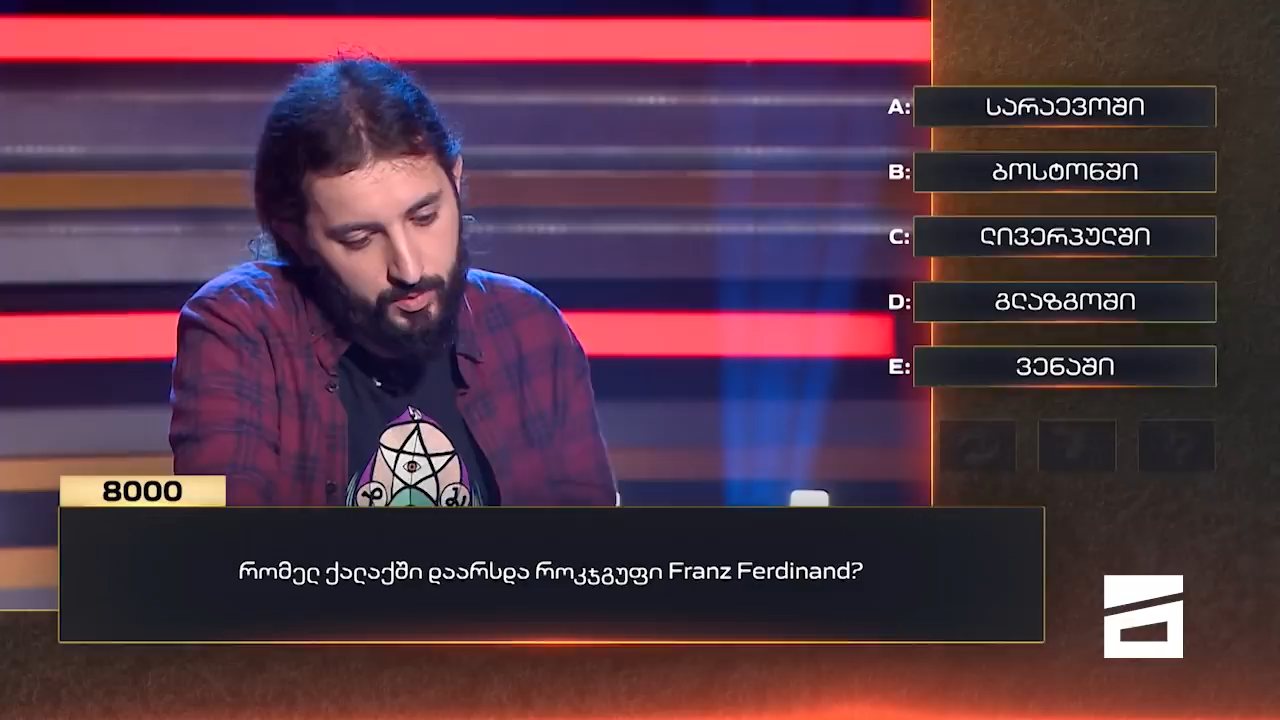 A: სარაევოში
B: ბოსტონში
C: ლივერპულში
D: გლაზგოში
E: ვენაში
8000
რომელ ქალაქში დაარსდა როკჯგუფი Franz Ferdinand?